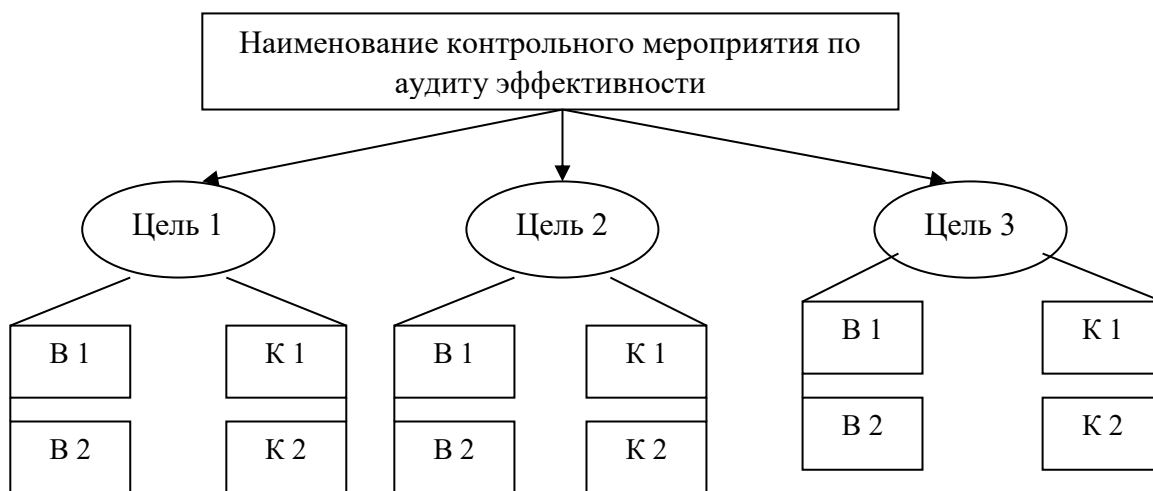 Наименование контрольного мероприятия по
аудиту эффективности
Цель 1
Цель 2
Цель 3
В 1
К 1
В 1
К 1
В 1
К 1
В 2
К 2
В 2
К 2
В 2
К 2